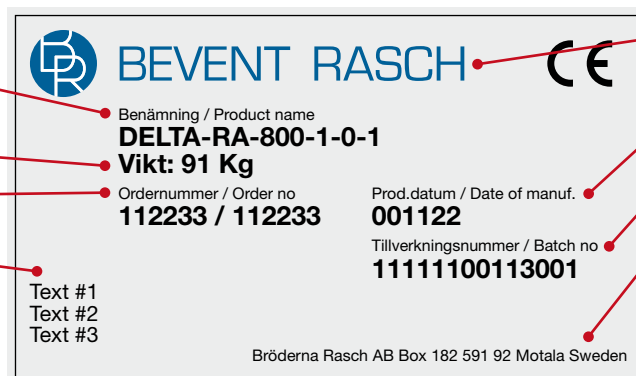 BR BEVENT RASCH CE
Benämning / Product name
DELTA-RA-800-1-0-1
Vikt: 91 Kg
Ordernummer / Order no
112233 / 112233
Prod.datum / Date of manuf.
001122
Tillverkningsnummer / Batch no
11111100113001
Text #1
Text #2
Text #3
Bröderna Rasch AB Box 182 591 92 Motala Sweden